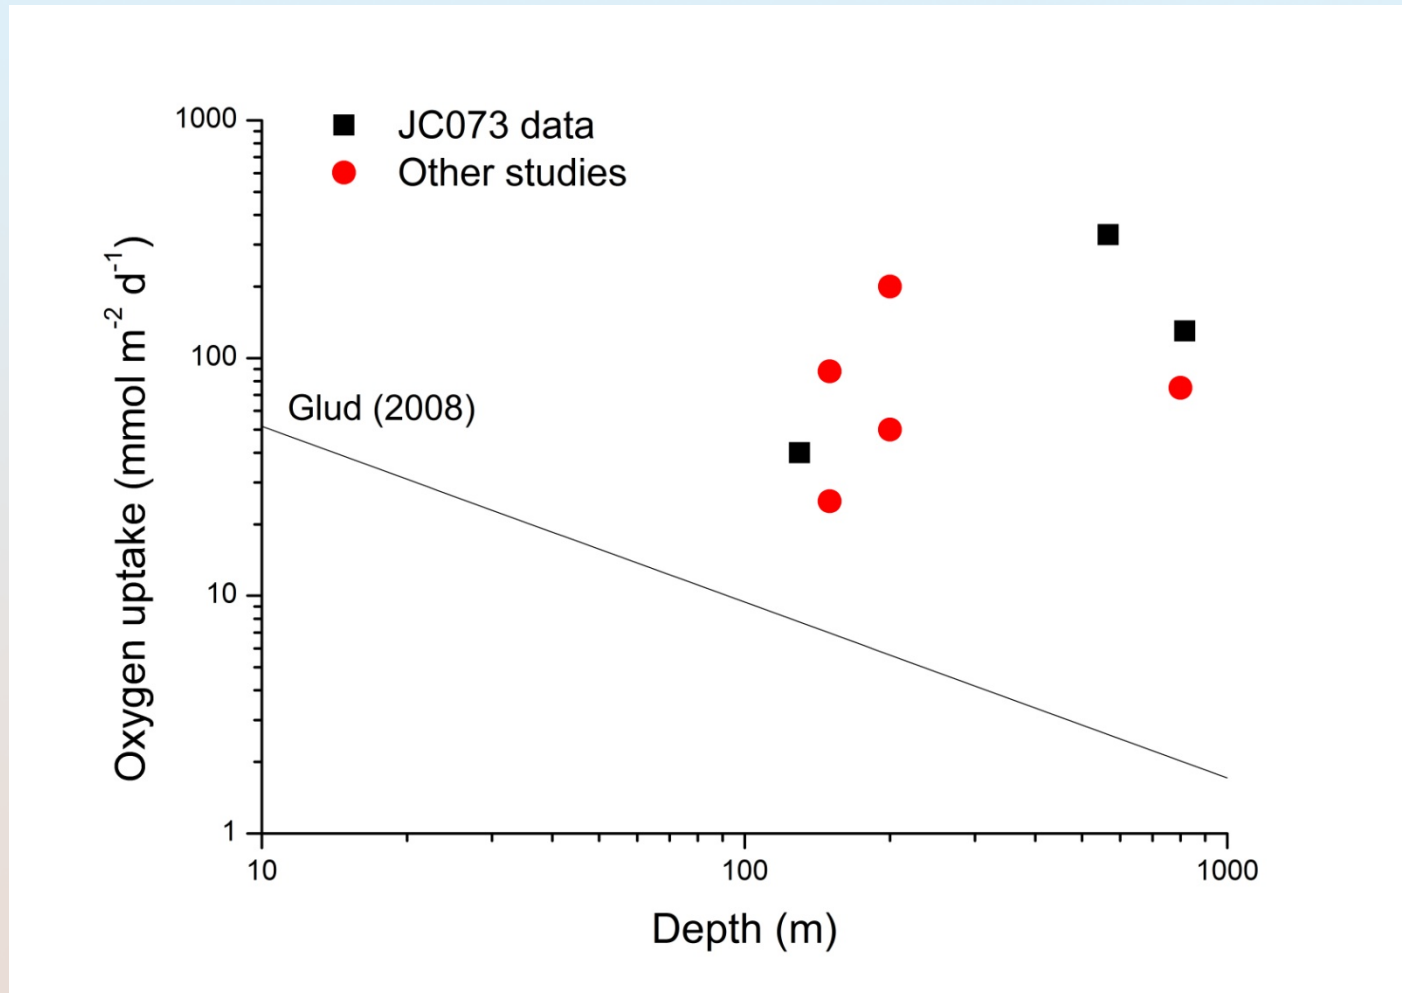 1000
JC073 data
Other studies
100
Glud (2008)
10
1
10 100 1000
Oxygen uptake (mmol m⁻² d⁻¹)
Depth (m)